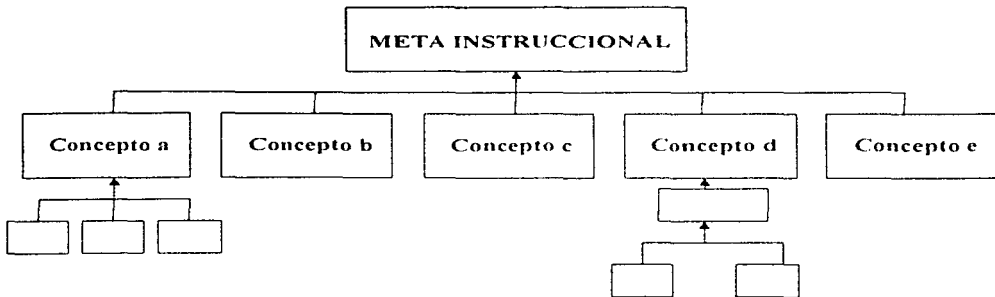 META INSTRUCCIONAL
Concepto a
Concepto b
Concepto c
Concepto d
Concepto e